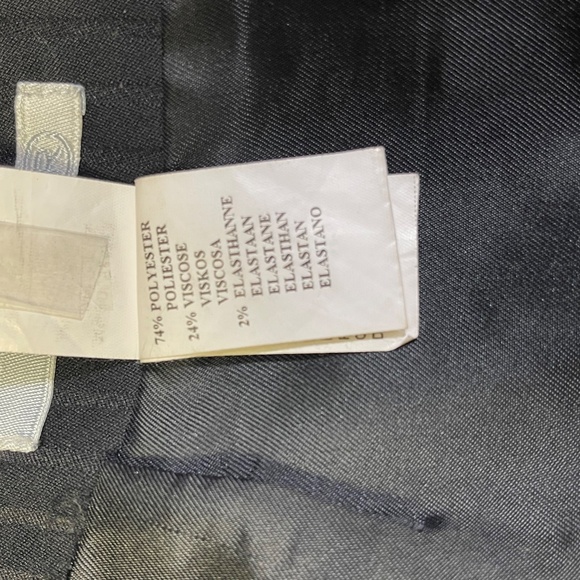 74% POLYESTER
POLIESTER
24% VISCOSE
VISKOS
VISCOSA
2% ELASTHANNE
ELASTAAN
ELASTANE
ELASTHAN
ELASTAN
ELASTANO